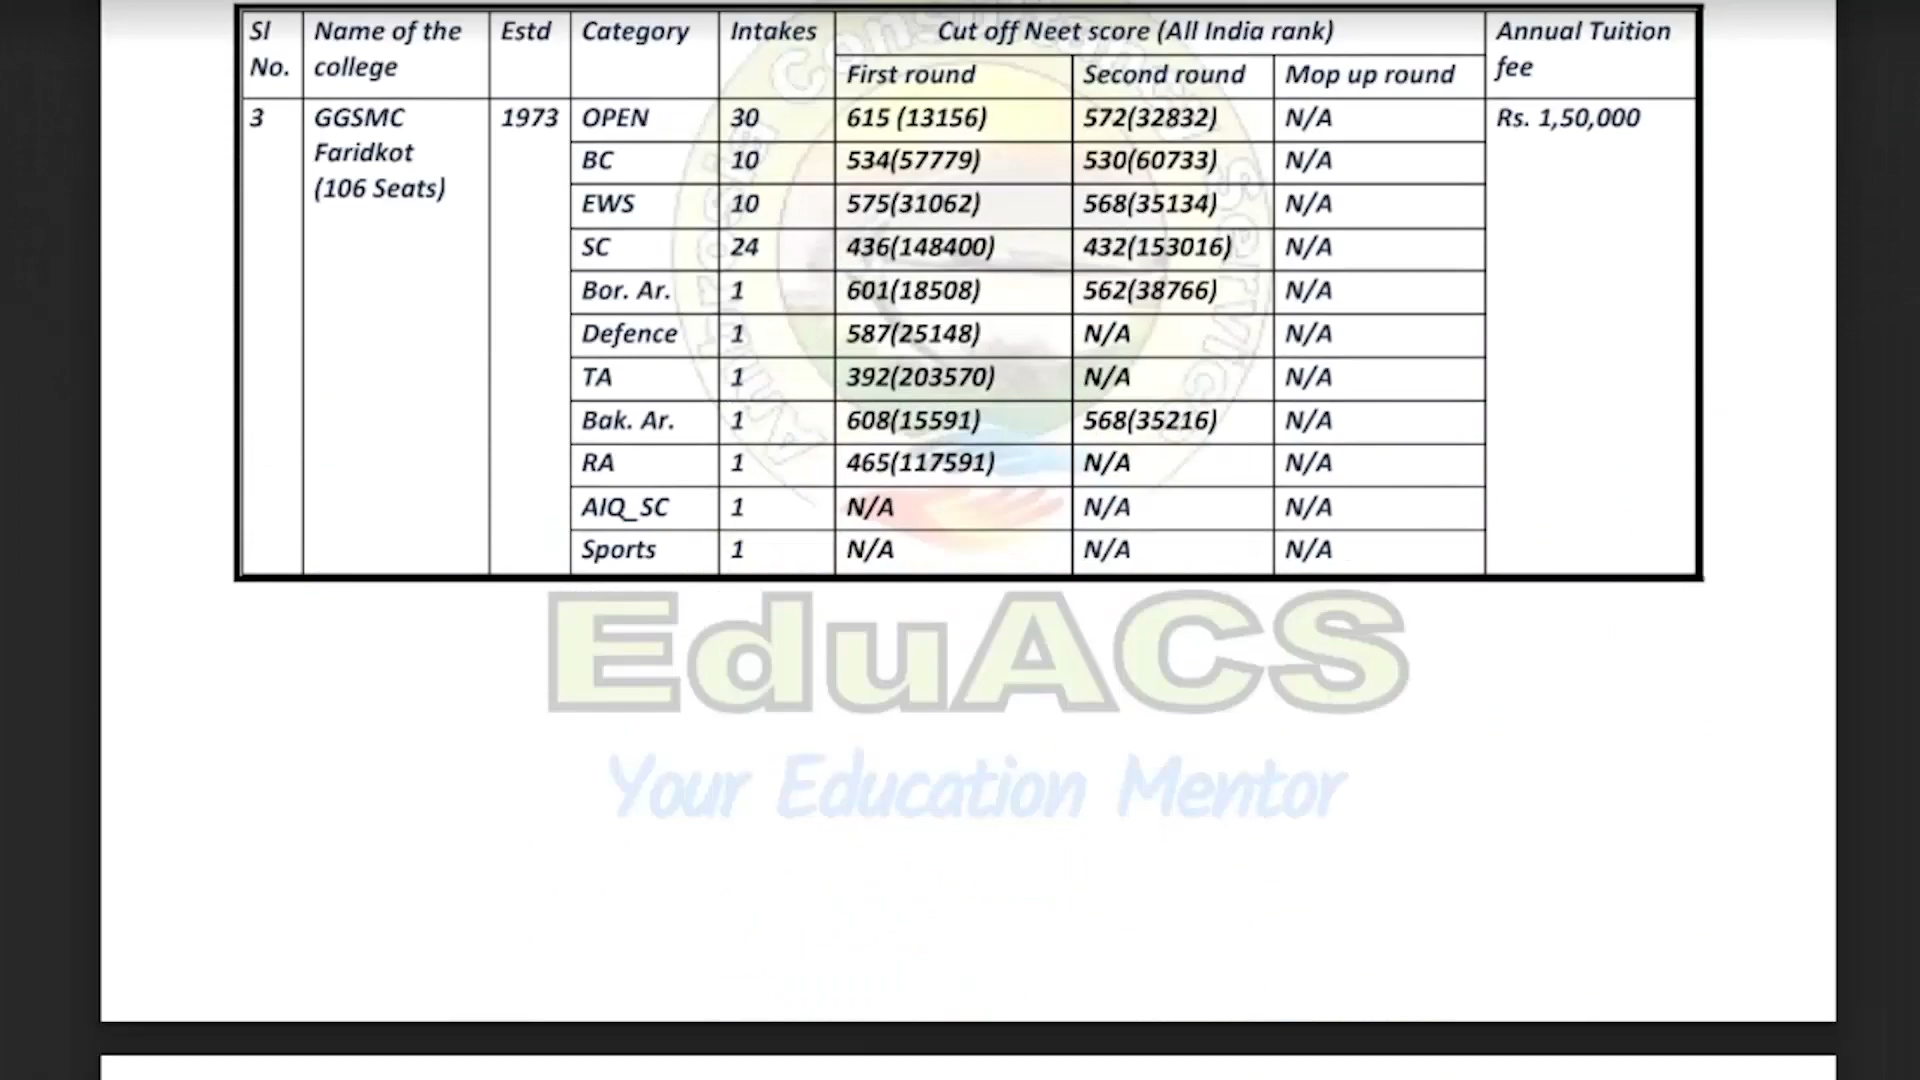 Sl No. Name of the college Estd Category Intakes Cut off Neet score (All India rank) Annual Tuition fee
First round Second round Mop up round
3 GGSMC Faridkot (106 Seats) 1973 OPEN 30 615 (13156) 572(32832) N/A Rs. 1,50,000
BC 10 534(57779) 530(60733) N/A
EWS 10 575(31062) 568(35134) N/A
SC 24 436(148400) 432(153016) N/A
Bor. Ar. 1 601(18508) 562(38766) N/A
Defence 1 587(25148) N/A N/A
TA 1 392(203570) N/A N/A
Bak. Ar. 1 608(15591) 568(35216) N/A
RA 1 465(117591) N/A N/A
AIQ_SC 1 N/A N/A N/A
Sports 1 N/A N/A N/A
EduACS
Your Education Mentor